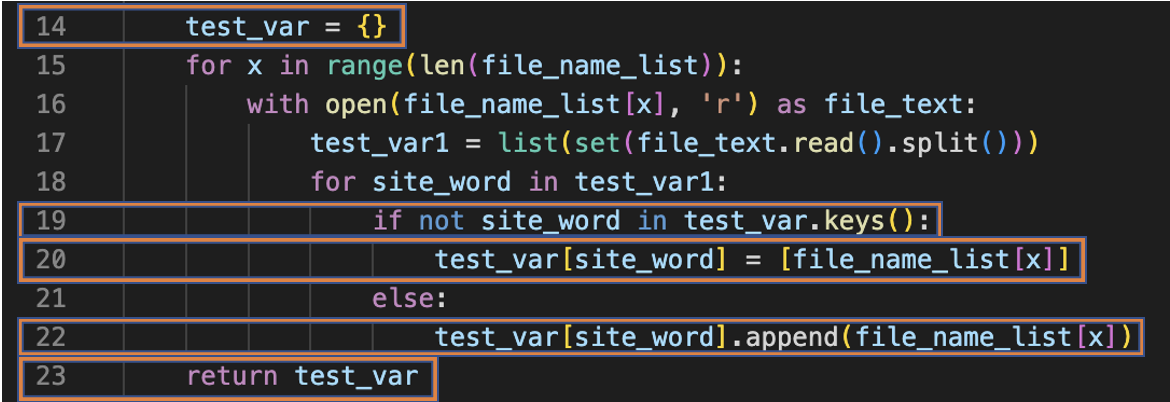 14 test_var = {}
15 for x in range(len(file_name_list)):
16 with open(file_name_list[x], 'r') as file_text:
17 test_var1 = list(set(file_text.read().split()))
18 for site_word in test_var1:
19 if not site_word in test_var.keys():
20 test_var[site_word] = [file_name_list[x]]
21 else:
22 test_var[site_word].append(file_name_list[x])
23 return test_var